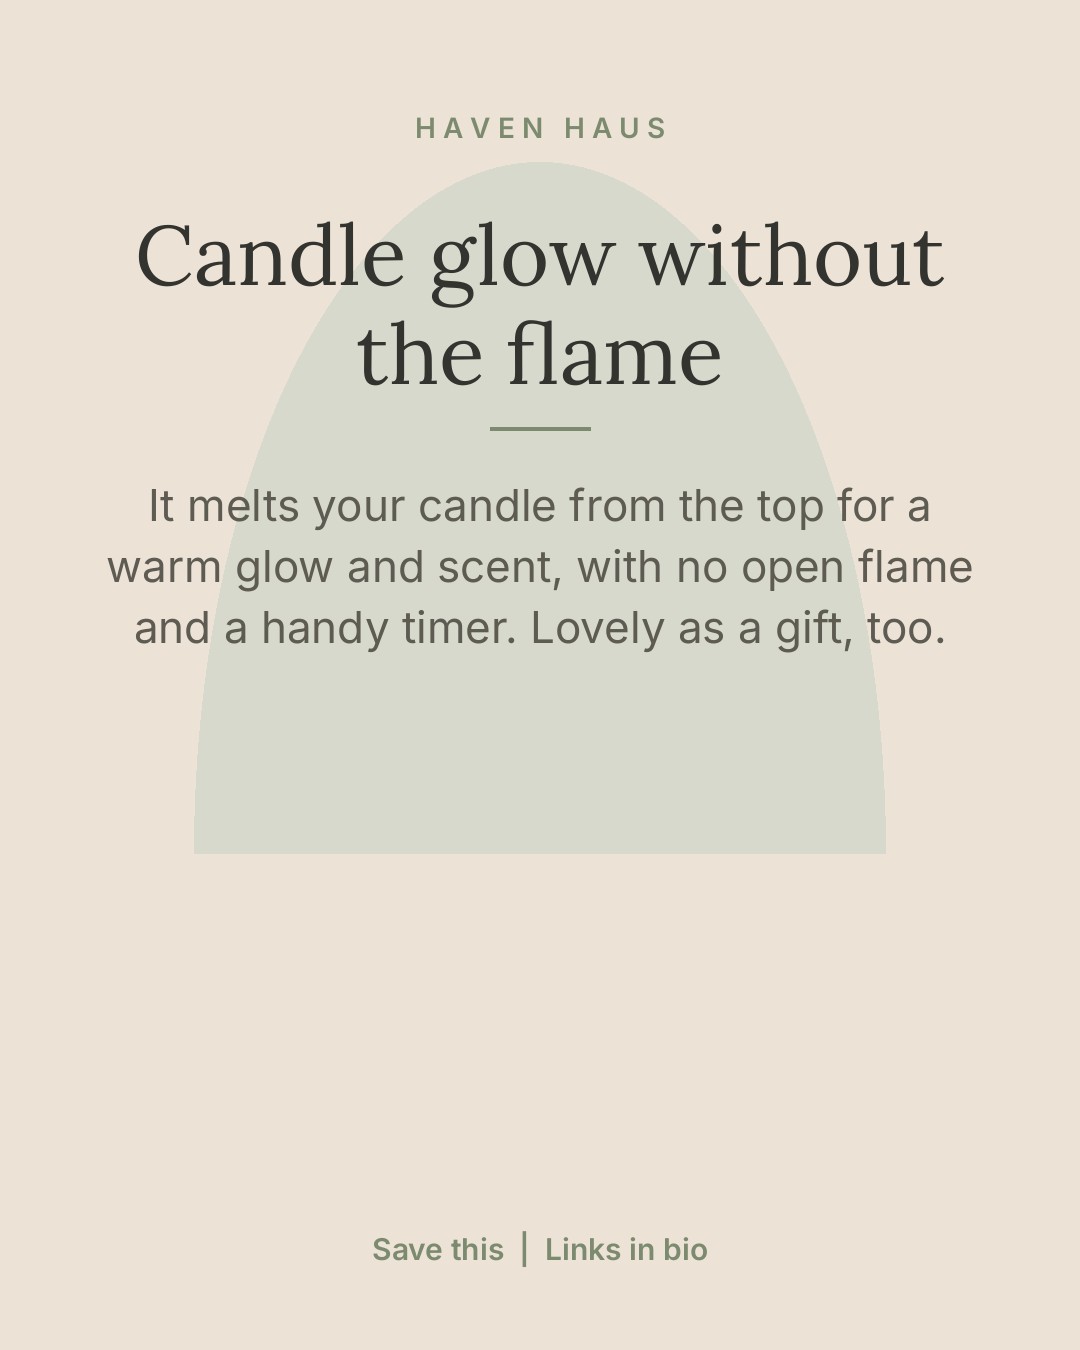 HAVEN HAUS
Candle glow without
the flame
It melts your candle from the top for a
warm glow and scent, with no open flame
and a handy timer. Lovely as a gift, too.
Save this | Links in bio